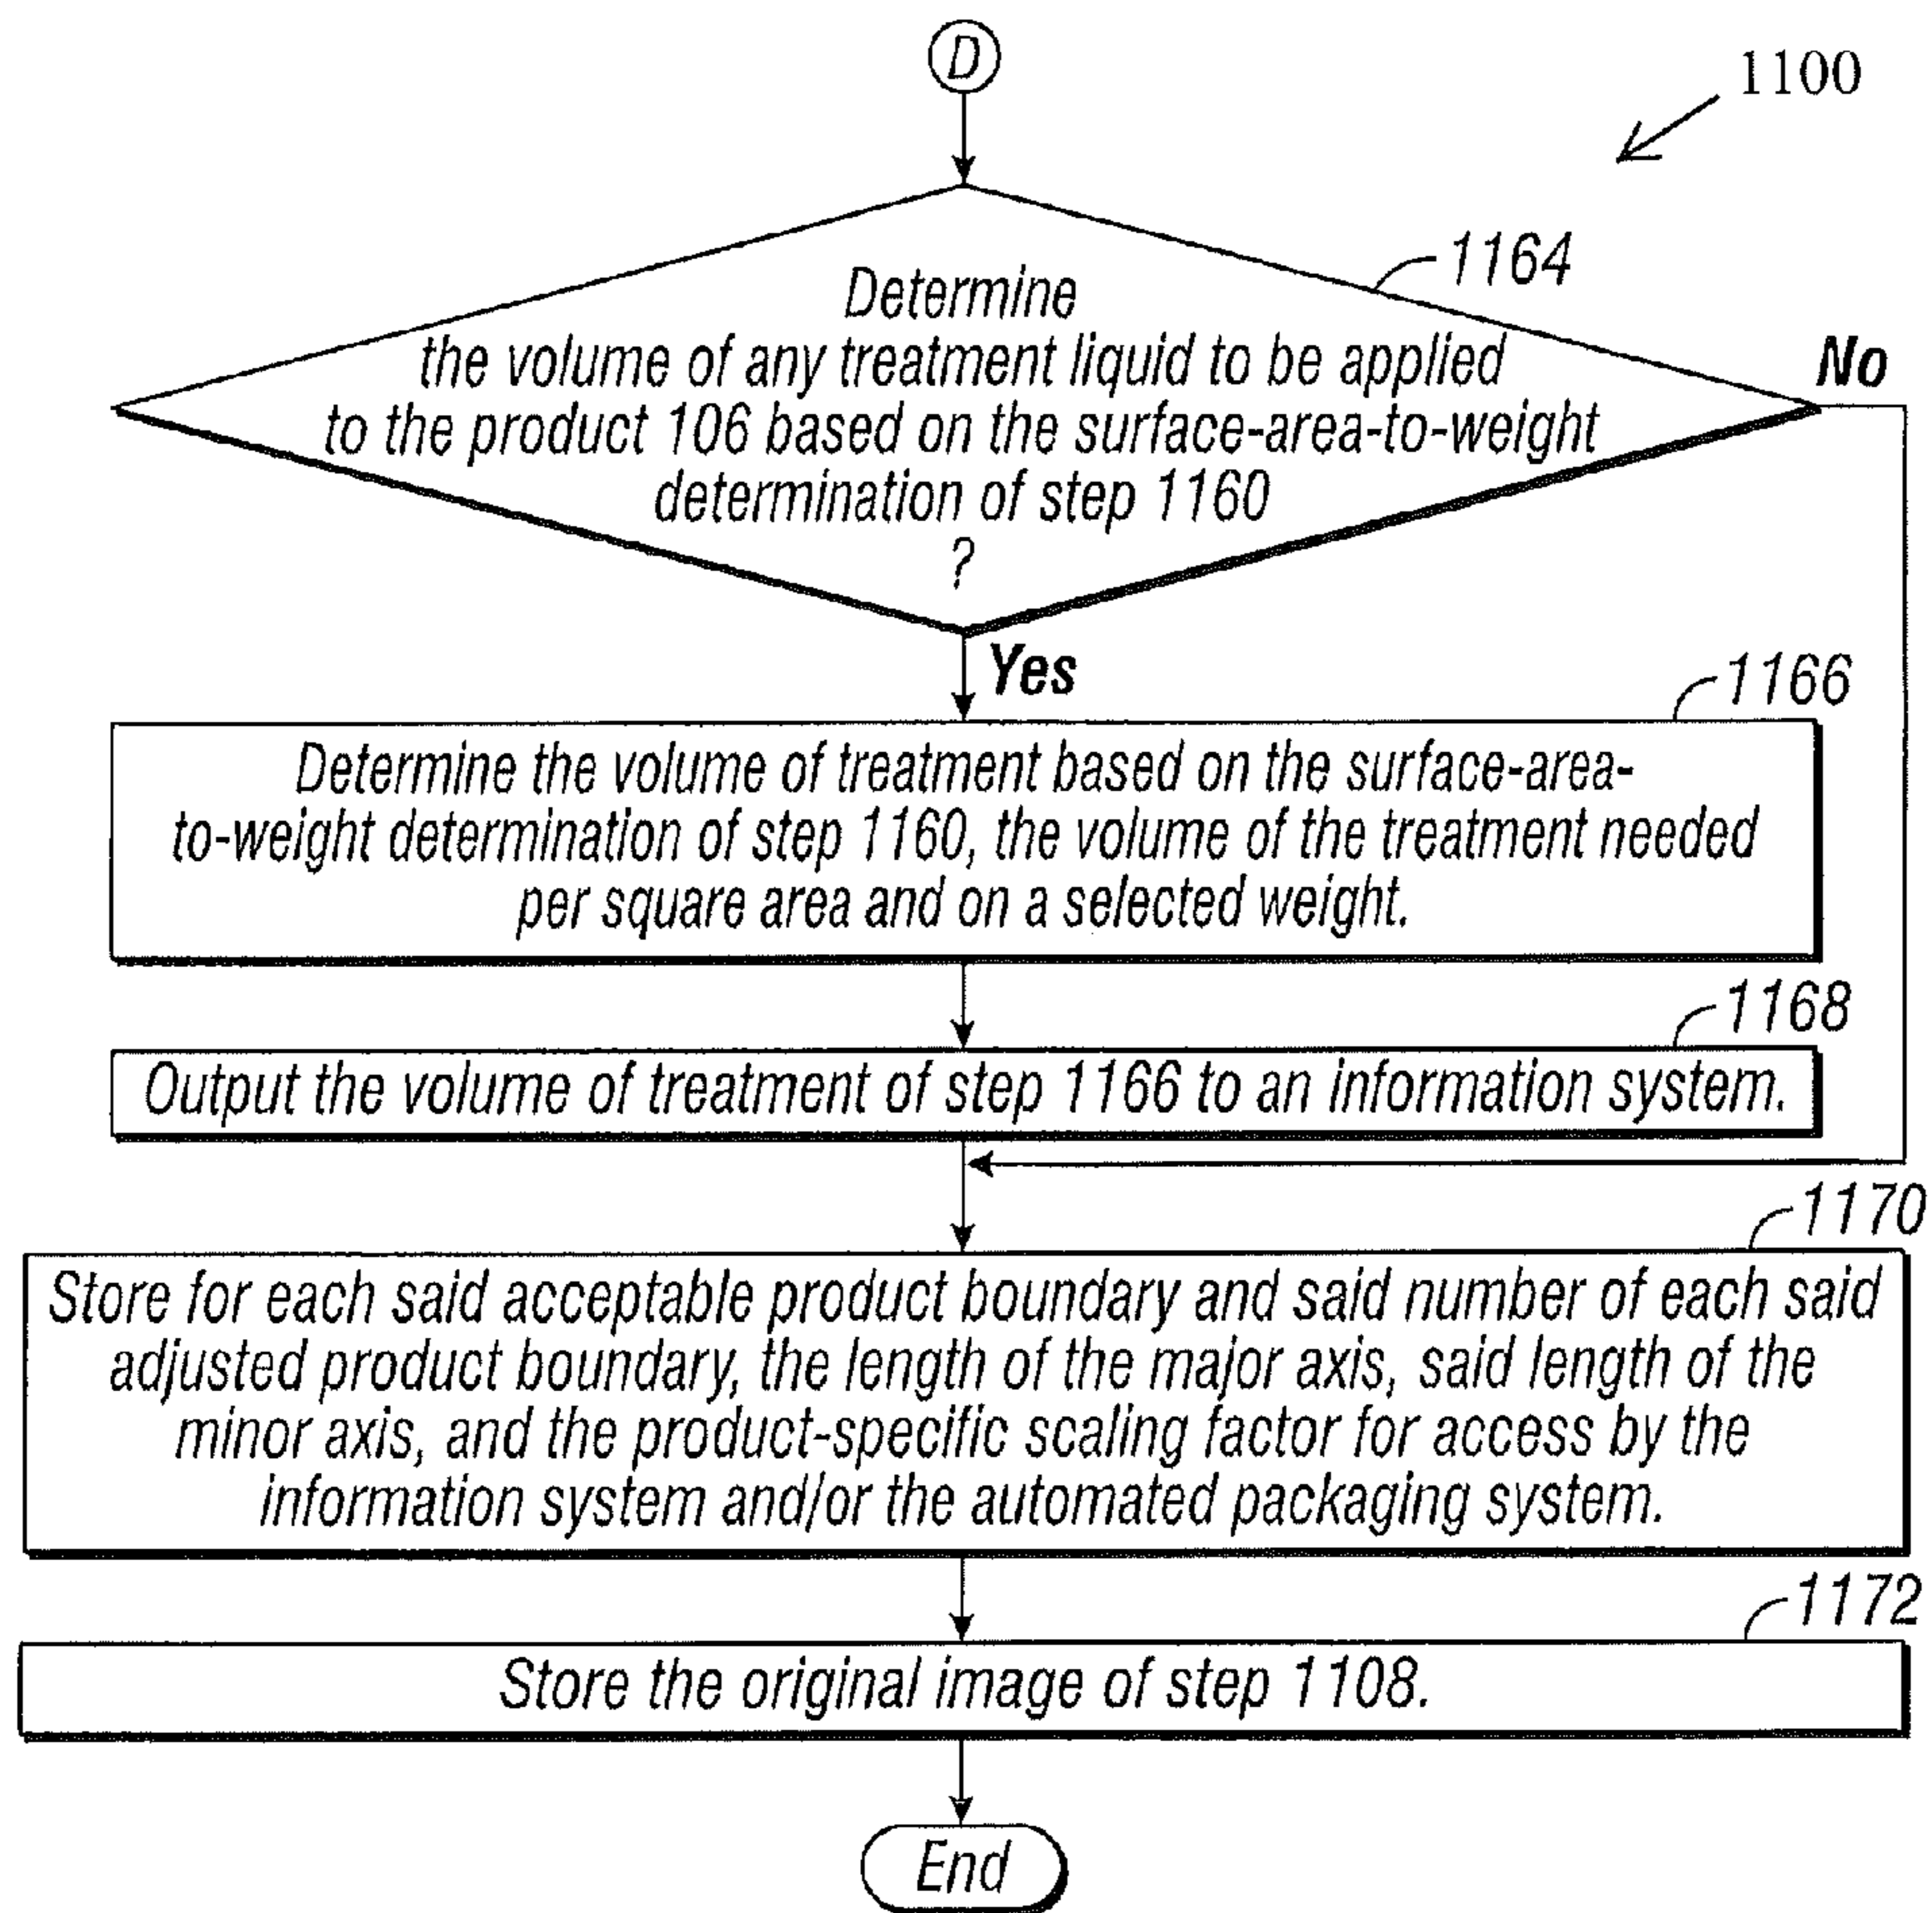 D
1100
1164
Determine
the volume of any treatment liquid to be applied
to the product 106 based on the surface-area-to-weight
determination of step 1160
?
No
Yes
1166
Determine the volume of treatment based on the surface-area-
to-weight determination of step 1160, the volume of the treatment needed
per square area and on a selected weight.
1168
Output the volume of treatment of step 1166 to an information system.
1170
Store for each said acceptable product boundary and said number of each said
adjusted product boundary, the length of the major axis, said length of the
minor axis, and the product-specific scaling factor for access by the
information system and/or the automated packaging system.
1172
Store the original image of step 1108.
End